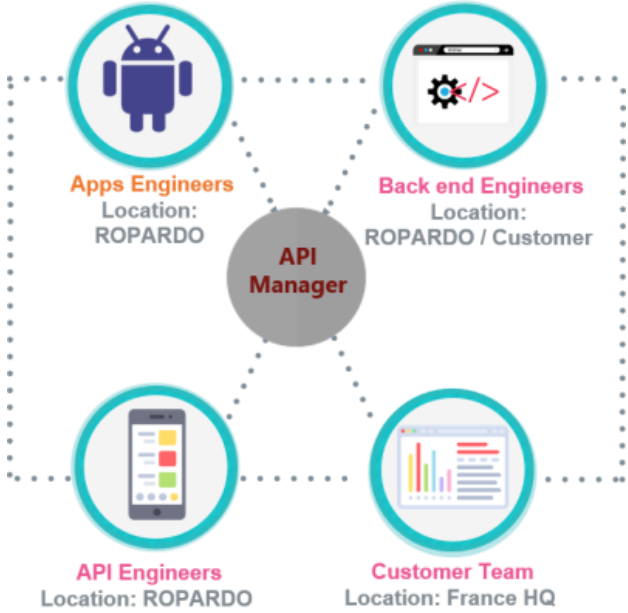 Apps Engineers
Location:
ROPARDO
</>
Back end Engineers
Location:
ROPARDO / Customer
API
Manager
API Engineers
Location: ROPARDO
Customer Team
Location: France HQ